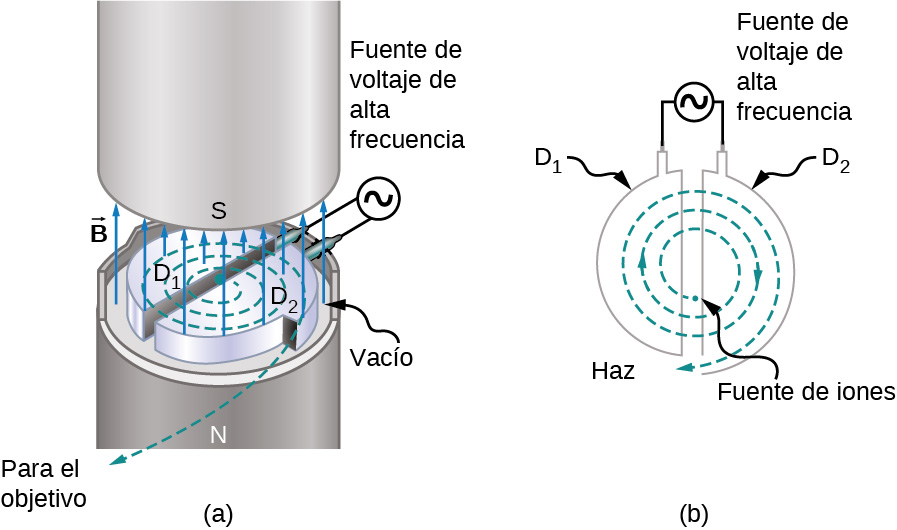 Fuente de
voltaje de
alta
frecuencia
S
B
D1
D2
Vacío
N
Para el
objetivo
(a)
Fuente de
voltaje de
alta
frecuencia
D1
D2
Haz
Fuente de iones
(b)